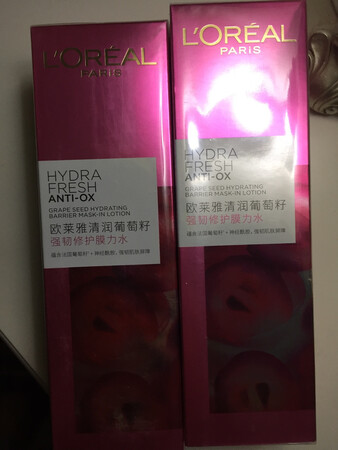 L'ORÉAL
PARIS
HYDRA
FRESH
ANTI-OX
GRAPE SEED HYDRATING
BARRIER MASK-IN LOTION
欧莱雅清润葡萄籽
强韧修护膜力水
L'ORÉAL
PARIS
HYDRA
FRESH
ANTI-OX
GRAPE SEED HYDRATING
BARRIER MASK-IN LOTION
欧莱雅清润葡萄籽
强韧修护膜力水